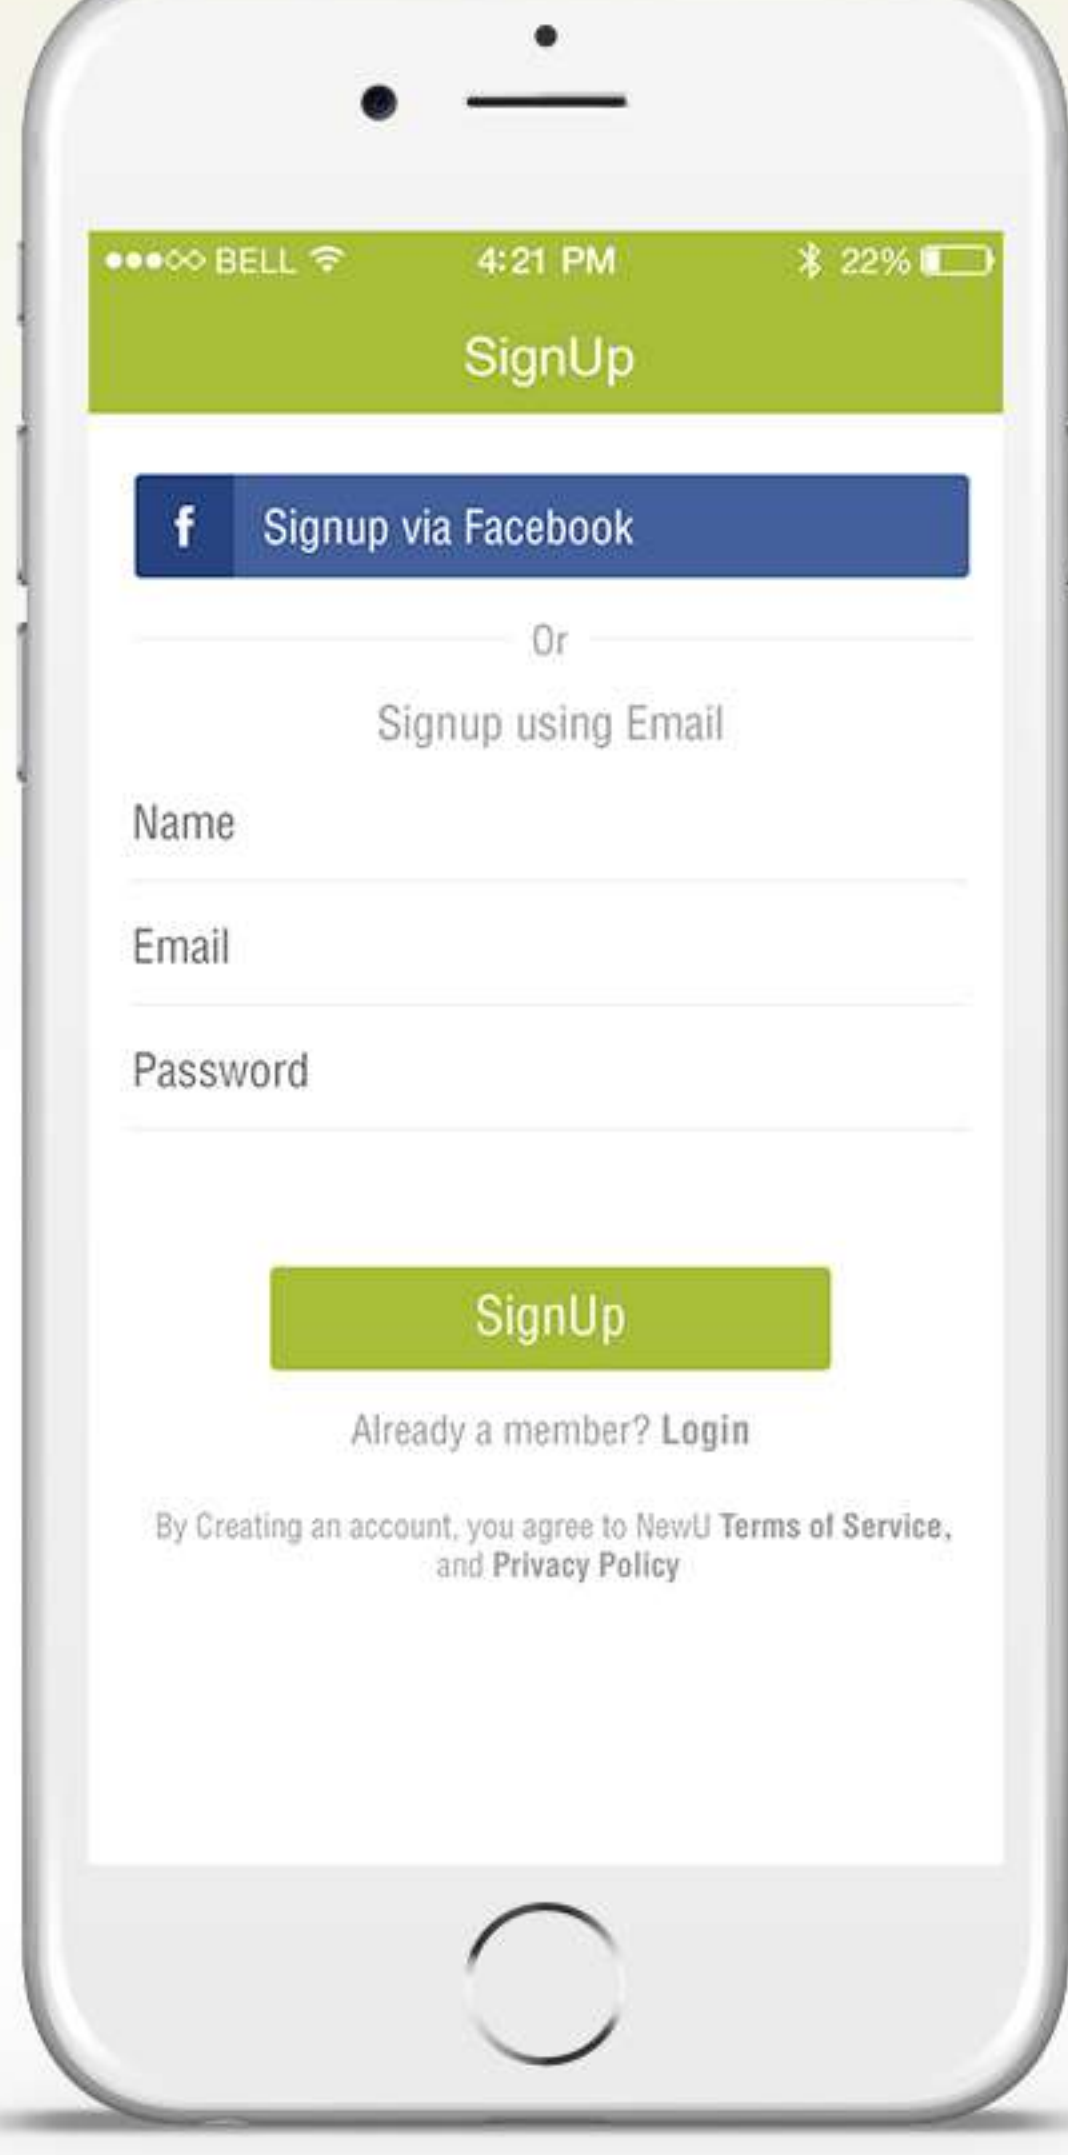 BELL 4:21 PM 22%
SignUp
f Signup via Facebook
Or
Signup using Email
Name
Email
Password
SignUp
Already a member? Login
By Creating an account, you agree to NewU Terms of Service,
and Privacy Policy